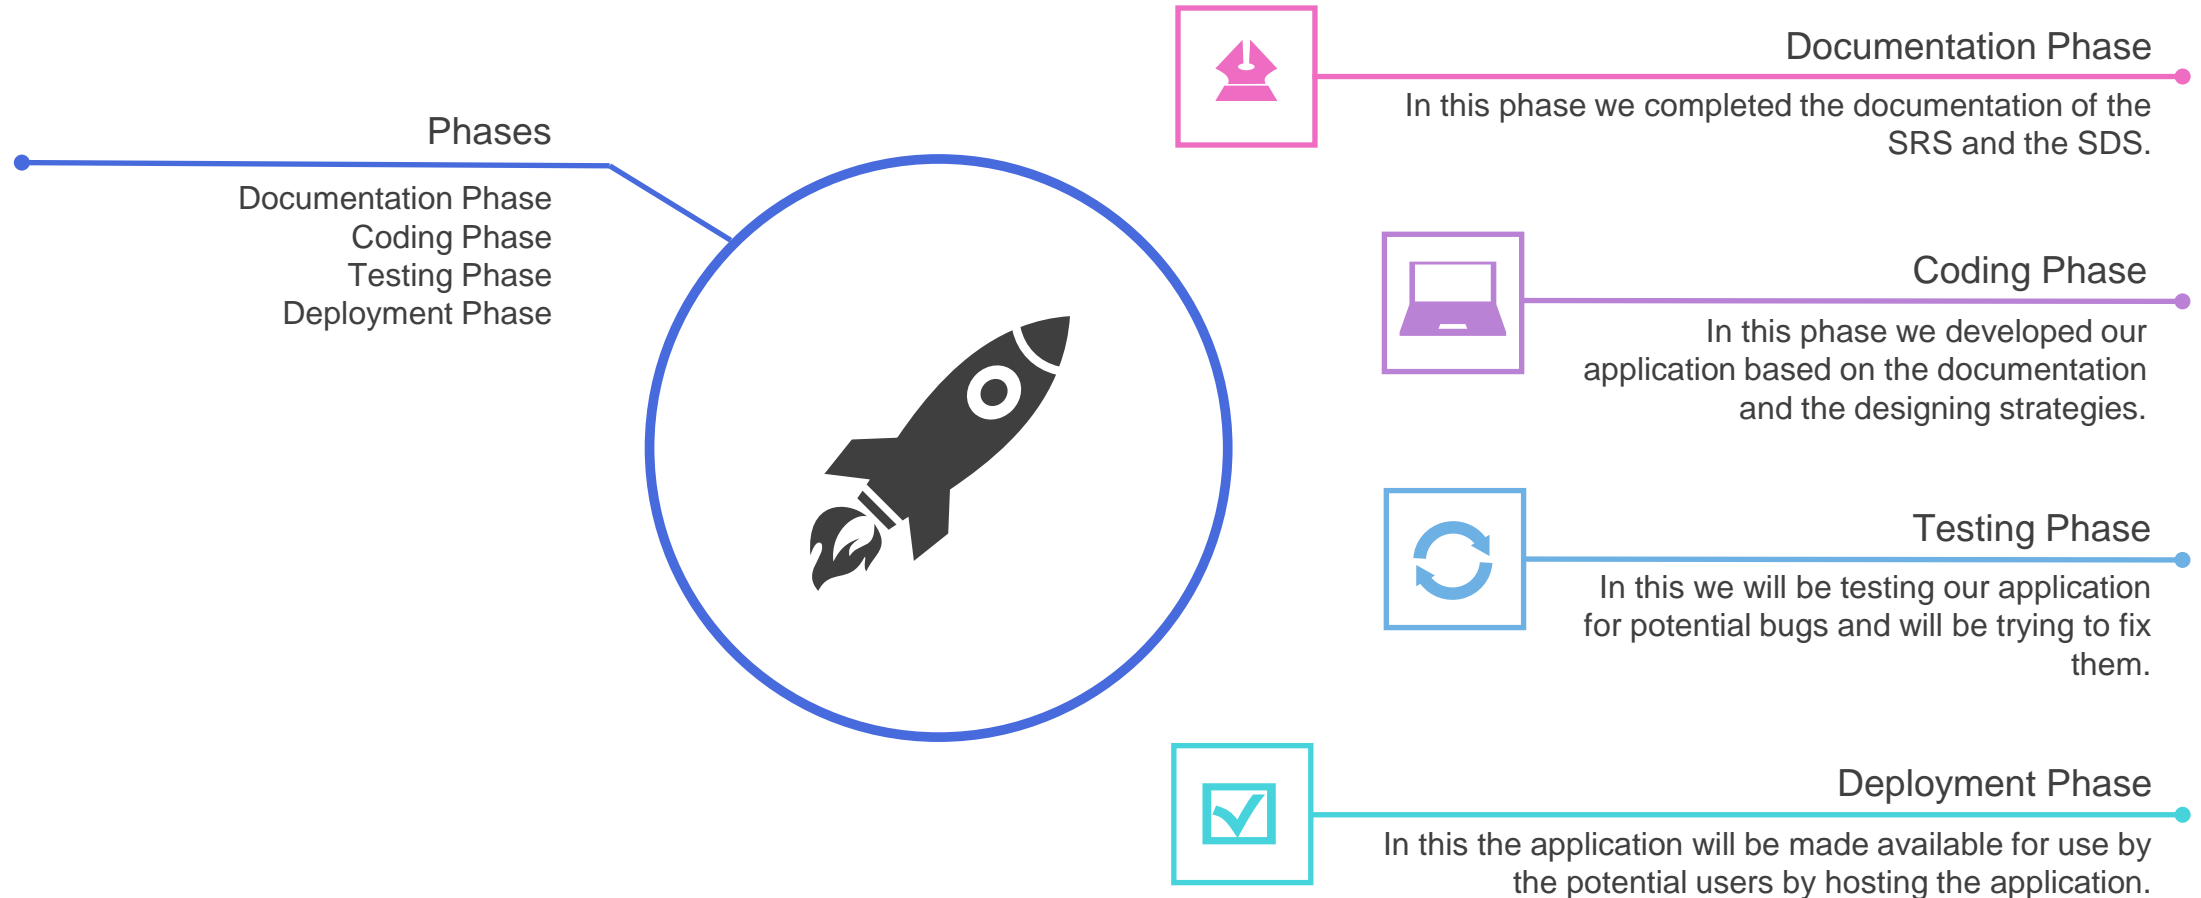 Phases
Documentation Phase
Coding Phase
Testing Phase
Deployment Phase
Documentation Phase
In this phase we completed the documentation of the
SRS and the SDS.
Coding Phase
In this phase we developed our
application based on the documentation
and the designing strategies.
Testing Phase
In this we will be testing our application
for potential bugs and will be trying to fix
them.
Deployment Phase
In this the application will be made available for use by
the potential users by hosting the application.